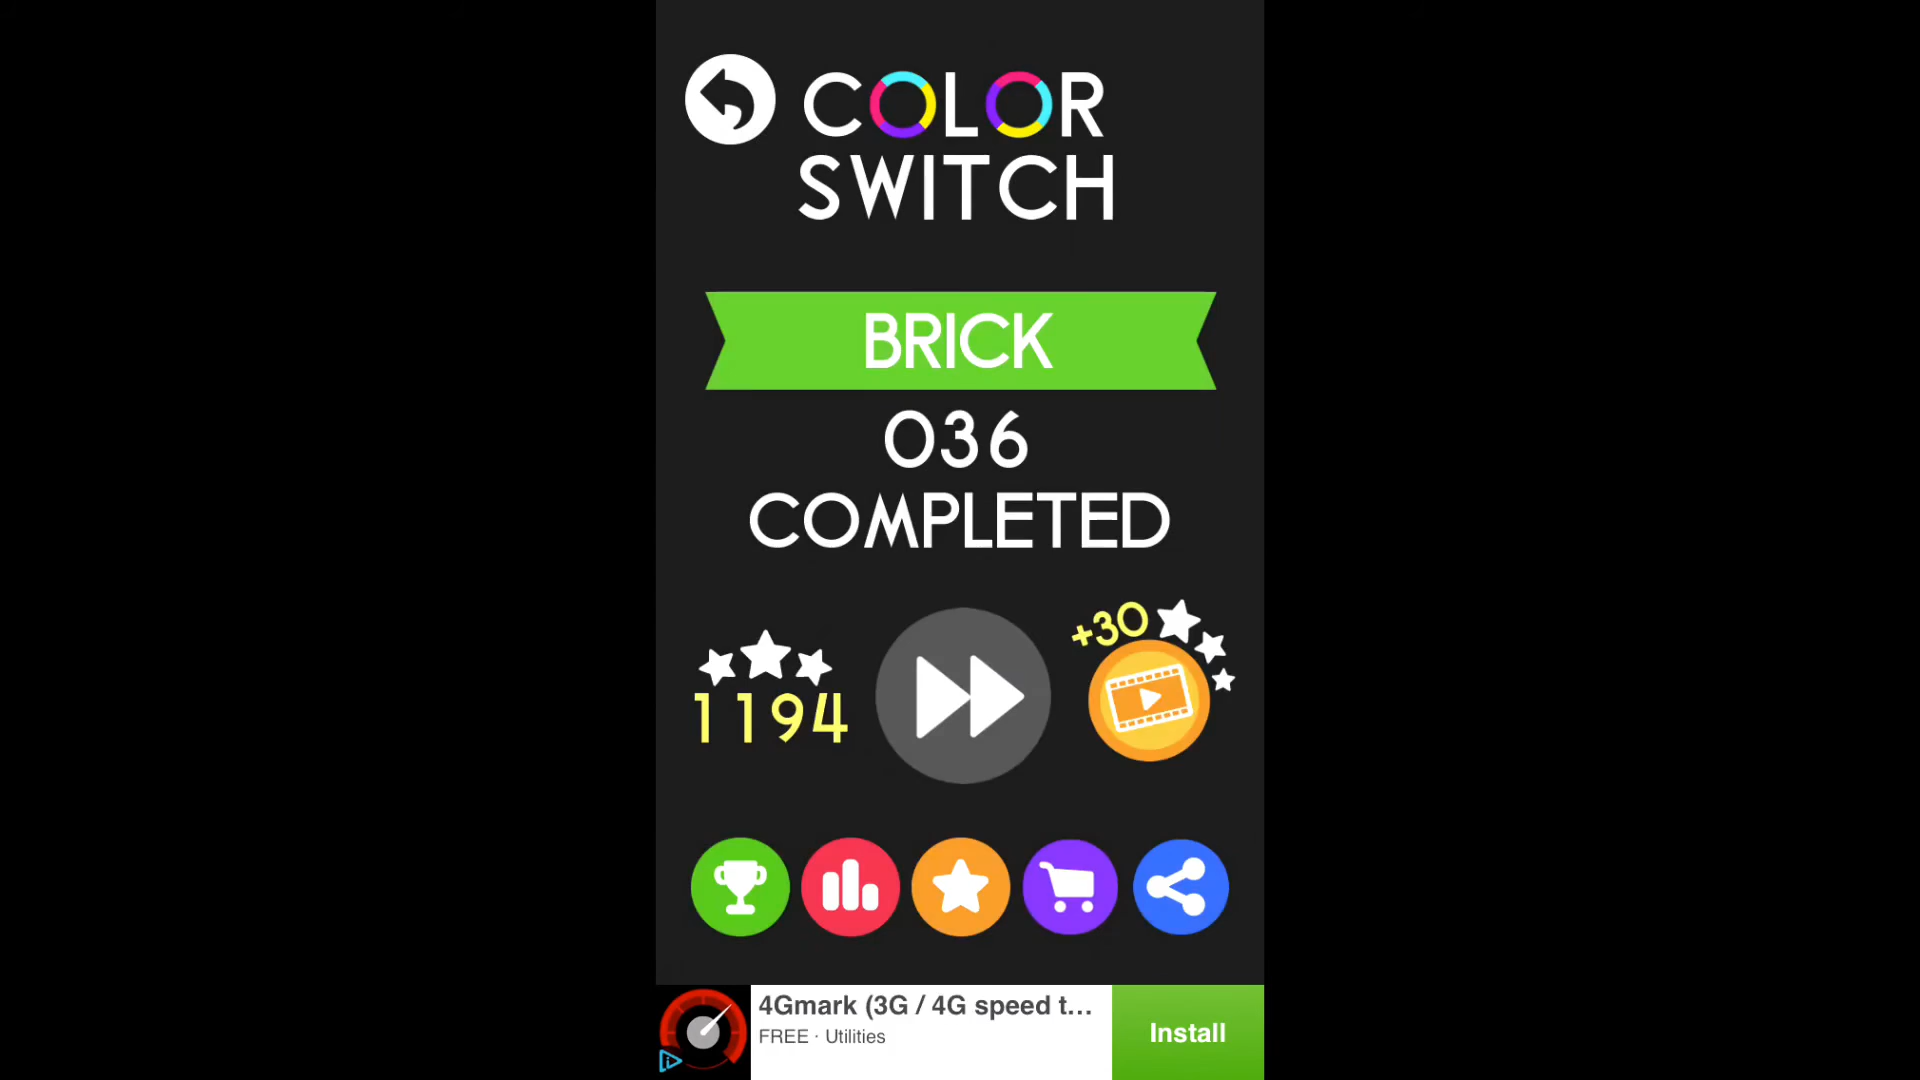 COLOR
SWITCH
BRICK
036
COMPLETED
+30
1194
4Gmark (3G / 4G speed t...
FREE · Utilities
Install